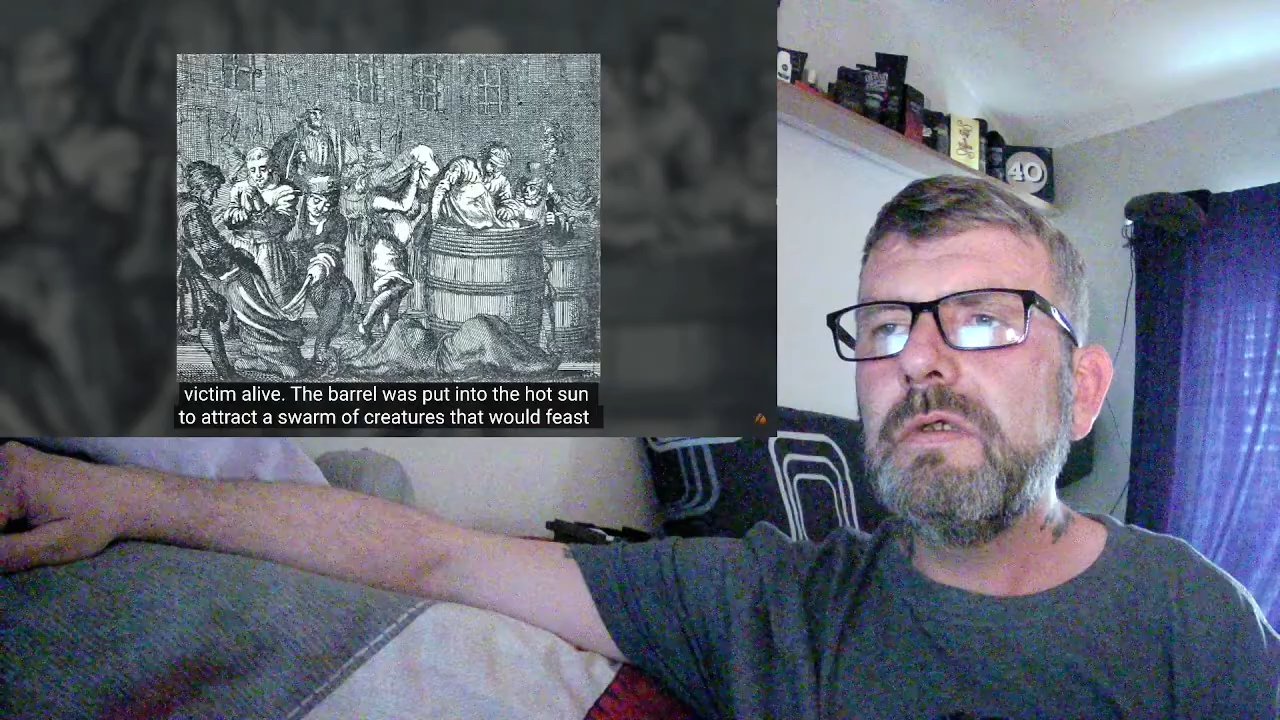 victim alive. The barrel was put into the hot sun
to attract a swarm of creatures that would feast
40